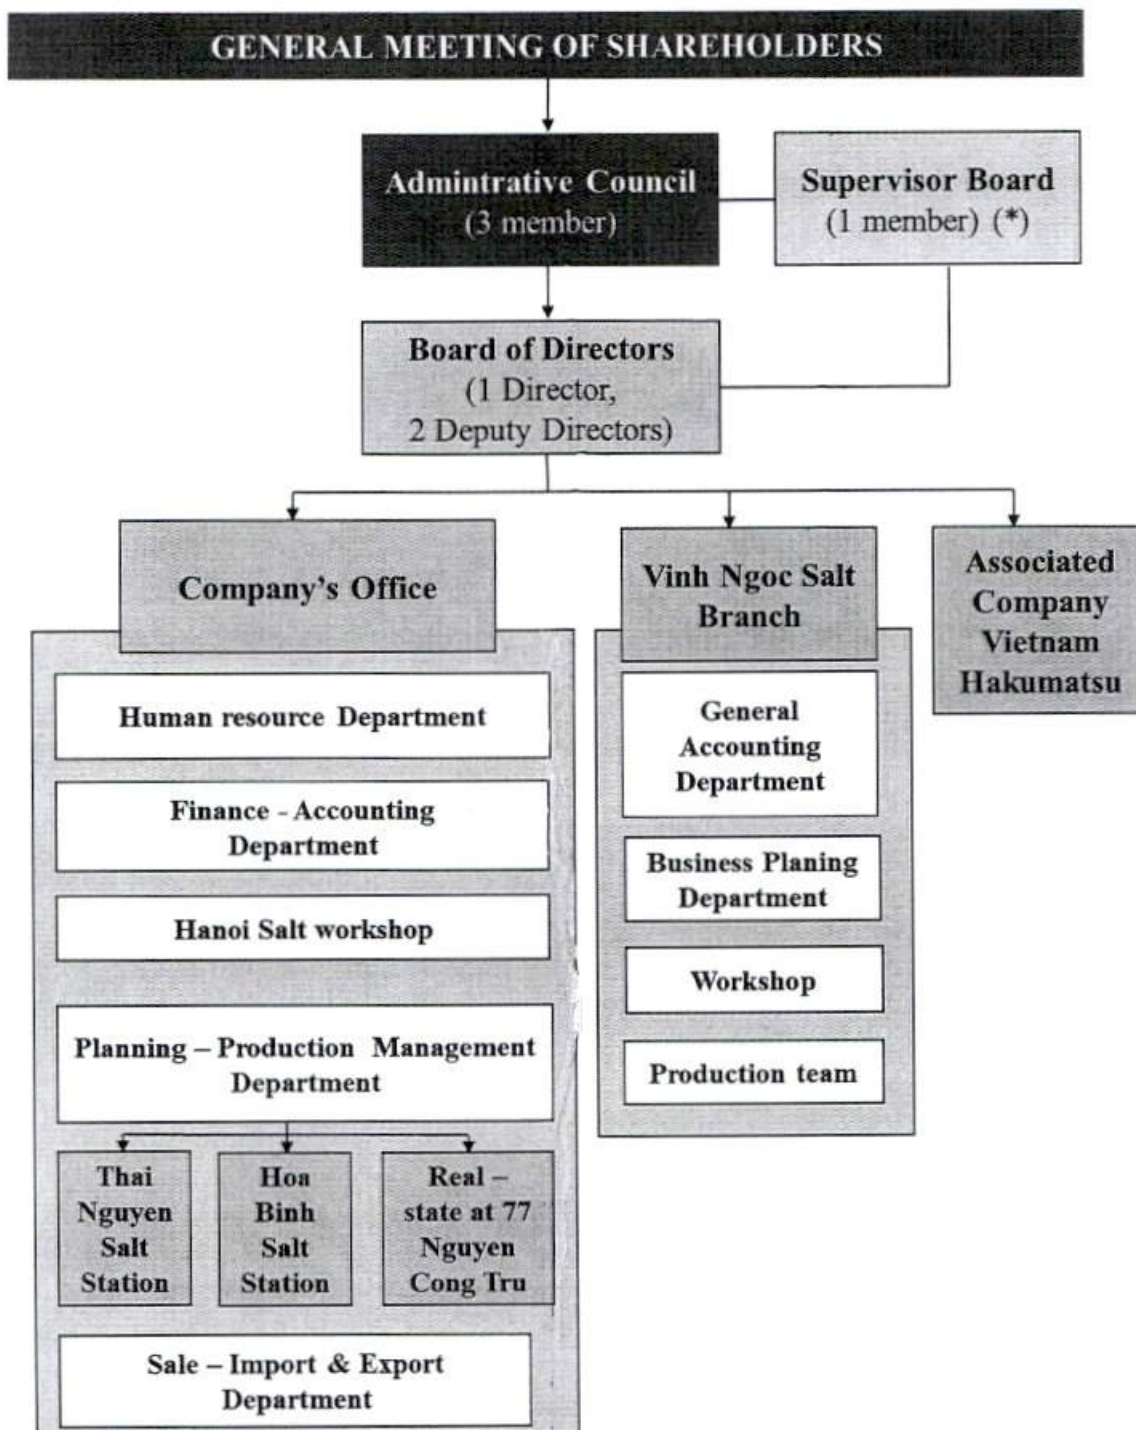 GENERAL MEETING OF SHAREHOLDERS
Admintrative Council
(3 member)
Supervisor Board
(1 member) (*)
Board of Directors
(1 Director,
2 Deputy Directors)
Company's Office
Human resource Department
Finance - Accounting
Department
Hanoi Salt workshop
Planning – Production Management
Department
Thai
Nguyen
Salt
Station
Hoa
Binh
Salt
Station
Real –
state at 77
Nguyen
Cong Tru
Sale – Import & Export
Department
Vinh Ngoc Salt
Branch
General
Accounting
Department
Business Planing
Department
Workshop
Production team
Associated
Company
Vietnam
Hakumatsu